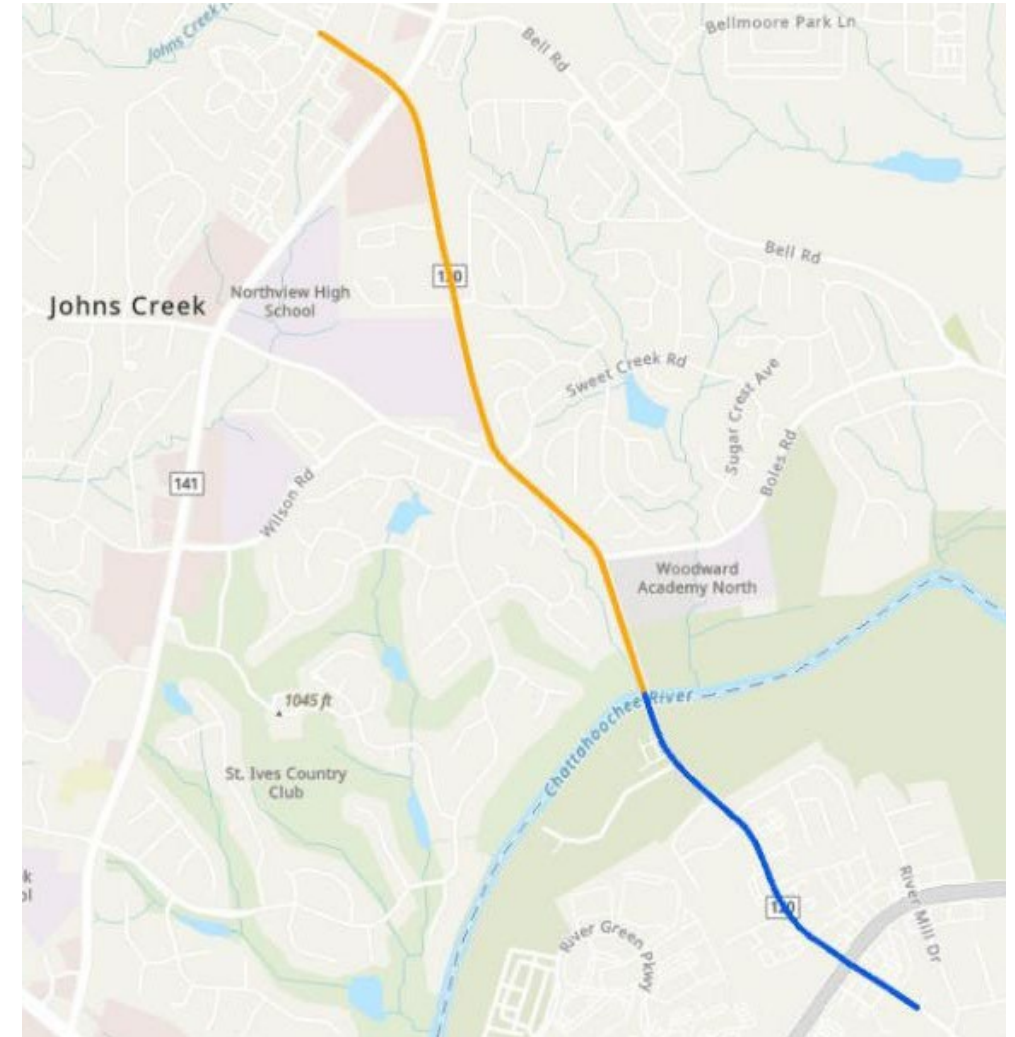 Johns Creek
Bell Rd
Bellmoore Park Ln
Bell Rd
120
Northview High
School
Johns Creek
Sweet Creek Rd
Sugar Crest Ave
Boles Rd
141
Wilson Rd
Woodward
Academy North
Chattahoochee River
1045 ft
St. Ives Country
Club
k
ol
120
River Mill Dr
River Green Pkwy